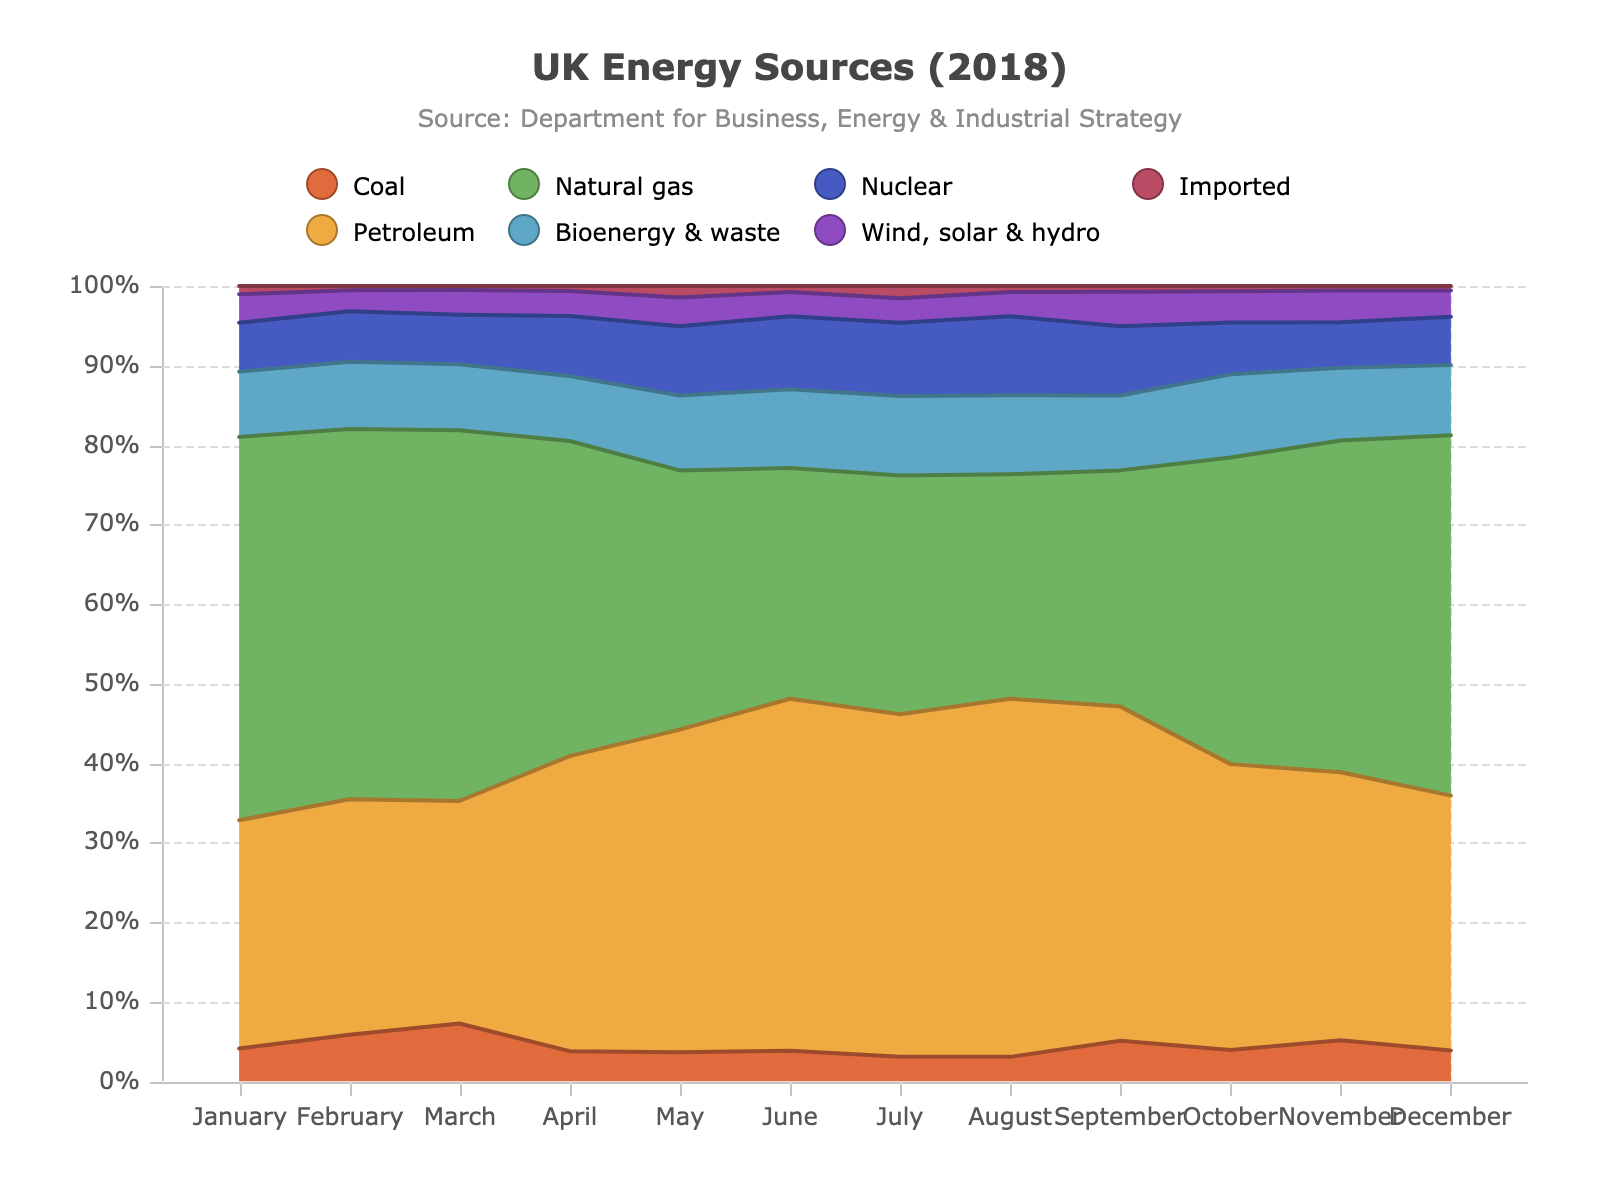 UK Energy Sources (2018)
Source: Department for Business, Energy & Industrial Strategy
Coal Natural gas Nuclear Imported
Petroleum Bioenergy & waste Wind, solar & hydro
100%
90%
80%
70%
60%
50%
40%
30%
20%
10%
0%
January February March April May June July August September October November December